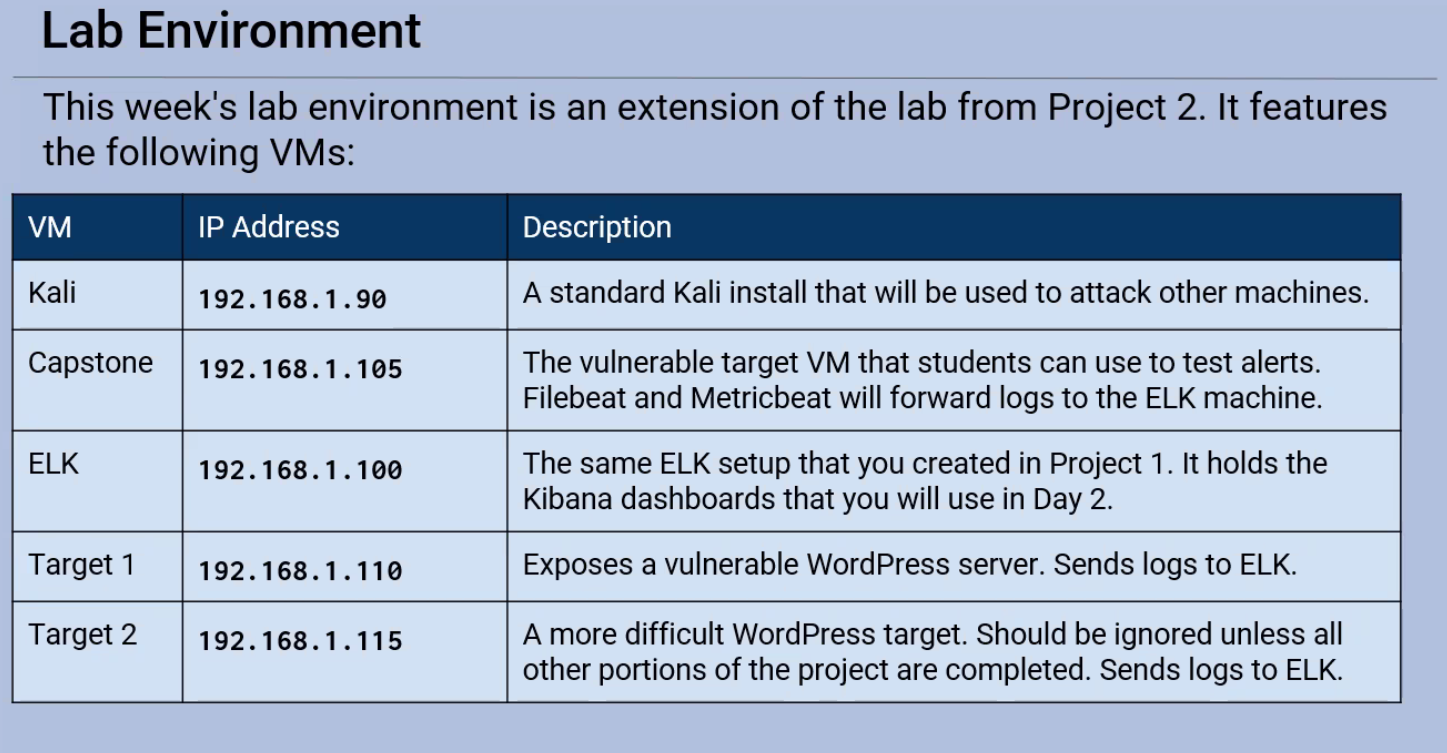 Lab Environment
This week's lab environment is an extension of the lab from Project 2. It features
the following VMs:
VM IP Address Description
Kali 192.168.1.90 A standard Kali install that will be used to attack other machines.
Capstone 192.168.1.105 The vulnerable target VM that students can use to test alerts.
Filebeat and Metricbeat will forward logs to the ELK machine.
ELK 192.168.1.100 The same ELK setup that you created in Project 1. It holds the
Kibana dashboards that you will use in Day 2.
Target 1 192.168.1.110 Exposes a vulnerable WordPress server. Sends logs to ELK.
Target 2 192.168.1.115 A more difficult WordPress target. Should be ignored unless all
other portions of the project are completed. Sends logs to ELK.